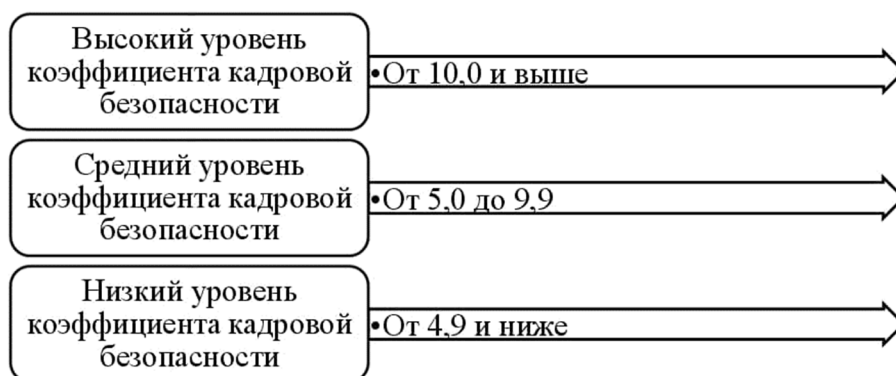 Высокий уровень
коэффициента кадровой
безопасности
•От 10,0 и выше
Средний уровень
коэффициента кадровой
безопасности
•От 5,0 до 9,9
Низкий уровень
коэффициента кадровой
безопасности
•От 4,9 и ниже